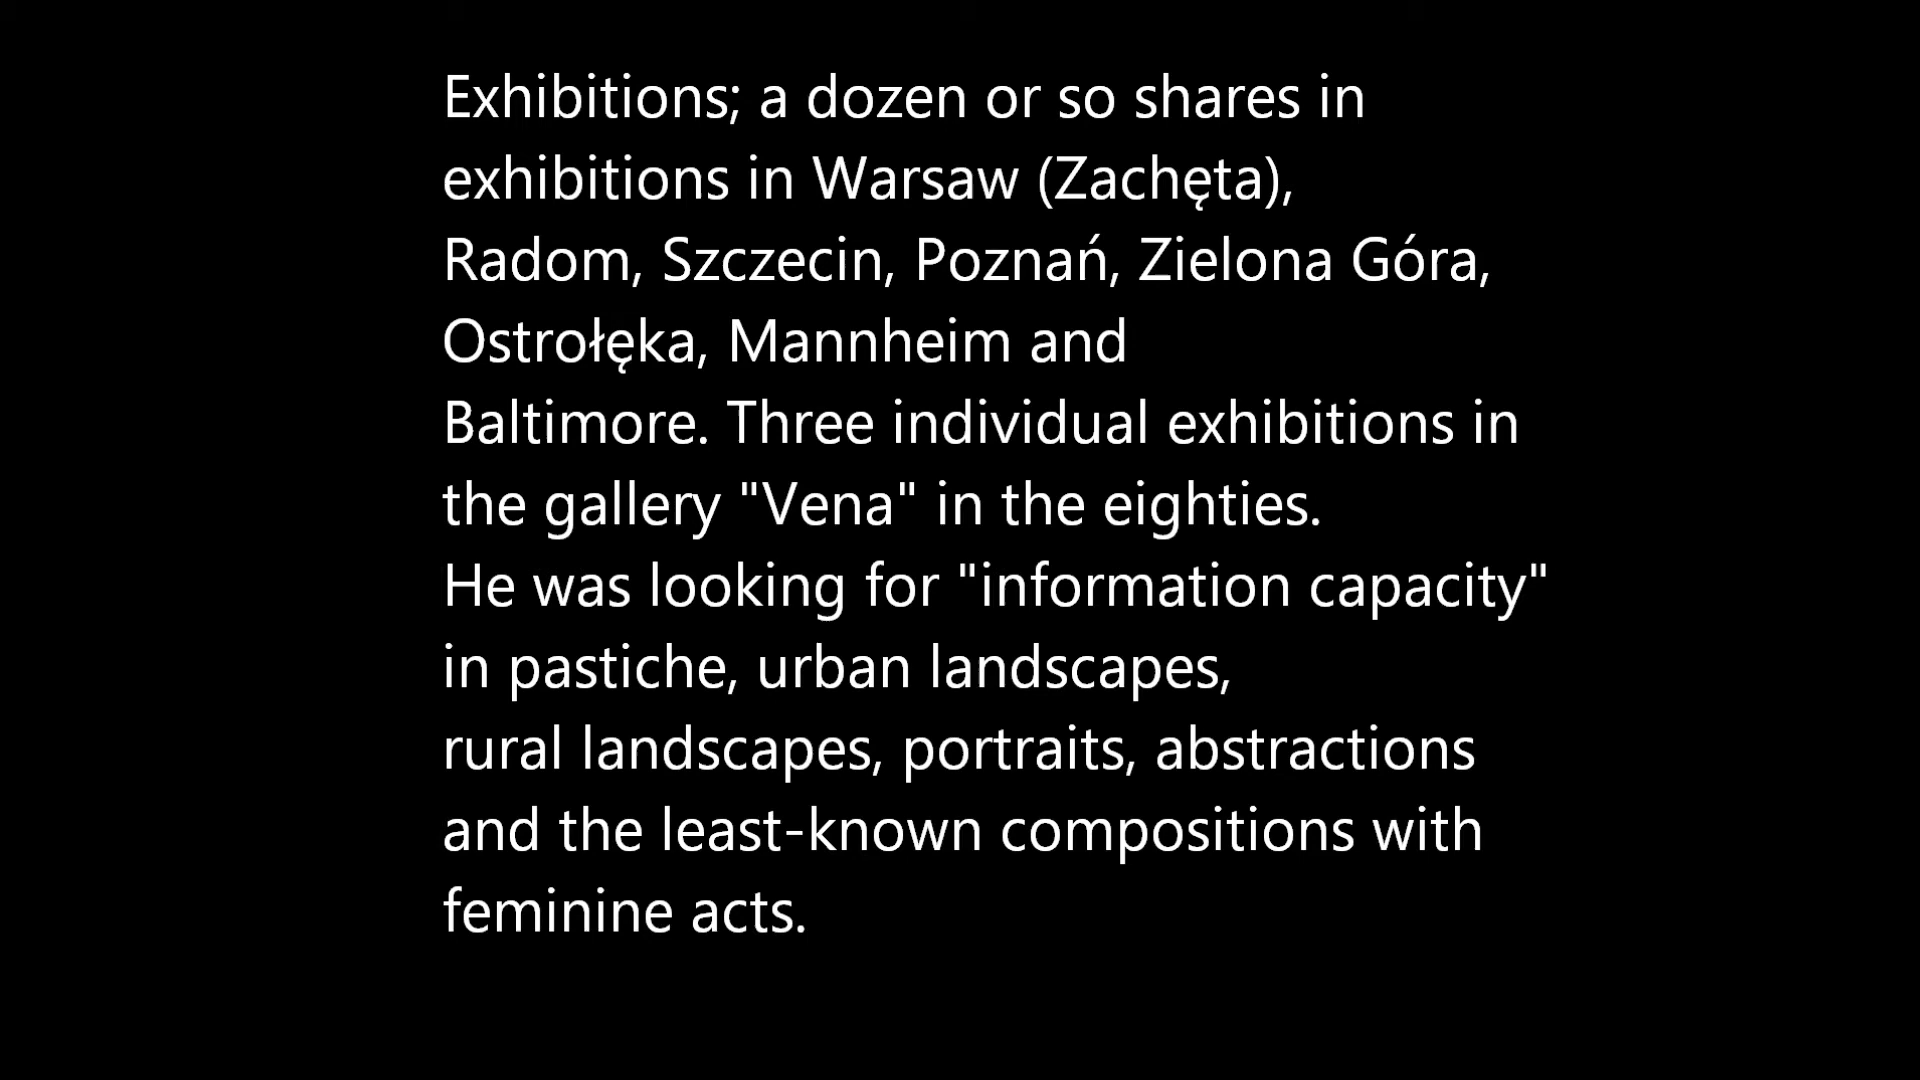 Exhibitions; a dozen or so shares in
exhibitions in Warsaw (Zachęta),
Radom, Szczecin, Poznań, Zielona Góra,
Ostrołęka, Mannheim and
Baltimore. Three individual exhibitions in
the gallery "Vena" in the eighties.
He was looking for "information capacity"
in pastiche, urban landscapes,
rural landscapes, portraits, abstractions
and the least-known compositions with
feminine acts.